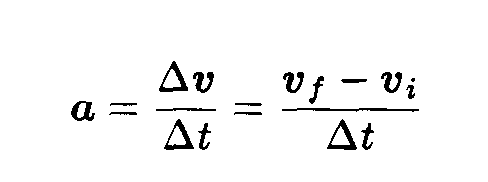 a = Δv/Δt = (v_f − v_i)/Δt